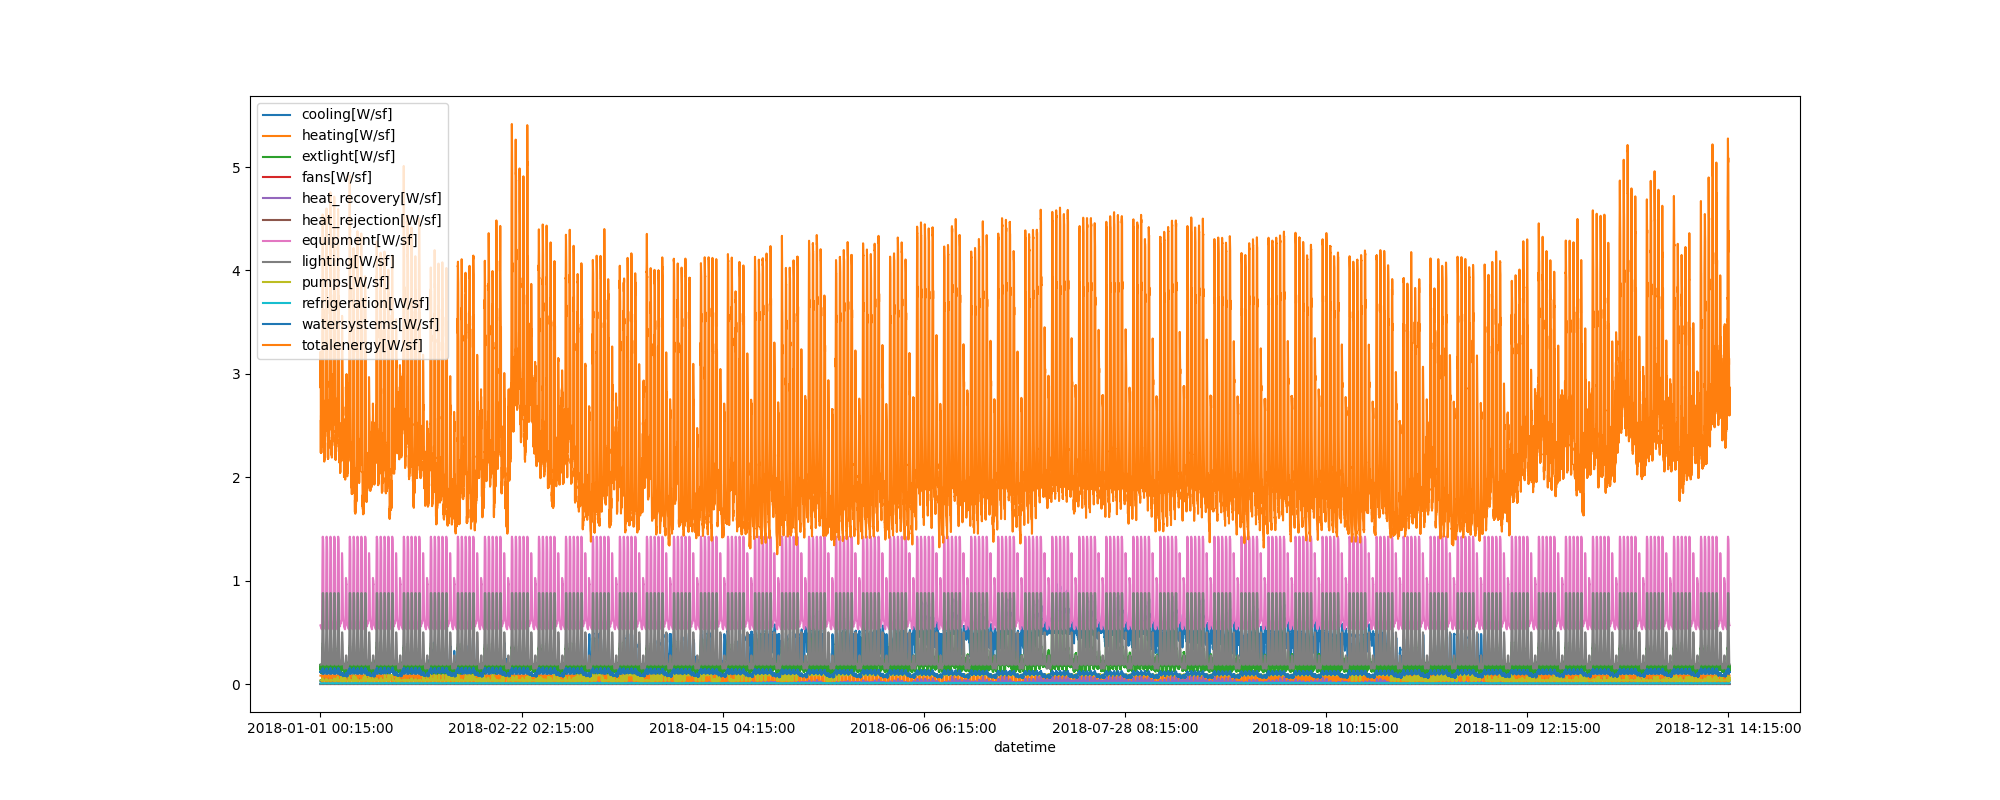 cooling[W/sf]
heating[W/sf]
extlight[W/sf]
fans[W/sf]
heat_recovery[W/sf]
heat_rejection[W/sf]
equipment[W/sf]
lighting[W/sf]
pumps[W/sf]
refrigeration[W/sf]
watersystems[W/sf]
totalenergy[W/sf]
5
4
3
2
1
0
2018-01-01 00:15:00 2018-02-22 02:15:00 2018-04-15 04:15:00 2018-06-06 06:15:00 2018-07-28 08:15:00 2018-09-18 10:15:00 2018-11-09 12:15:00 2018-12-31 14:15:00
datetime